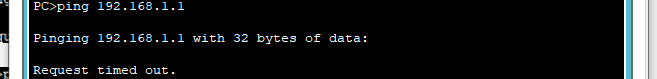 PC>ping 192.168.1.1
Pinging 192.168.1.1 with 32 bytes of data:
Request timed out.